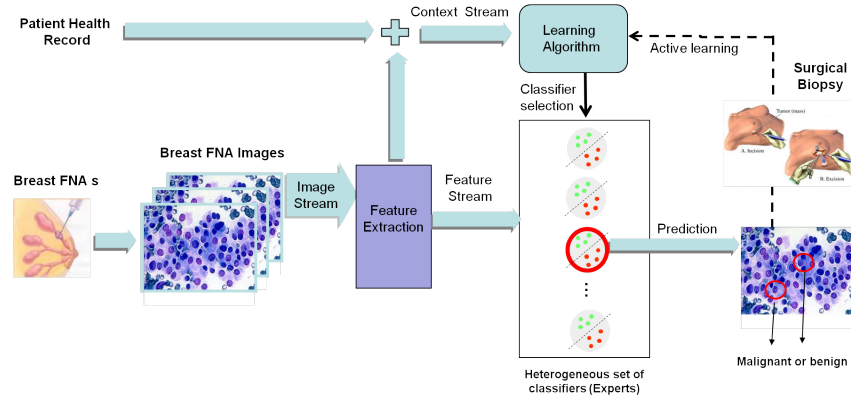 Patient Health
Record
Context Stream
Learning
Algorithm
Active learning
Surgical
Biopsy
Classifier
selection
Tumor (mass)
A. Incision
B. Excision
Breast FNA Images
Breast FNA s
Image
Stream
Feature
Extraction
Feature
Stream
Prediction
...
Malignant or benign
Heterogeneous set of
classifiers (Experts)